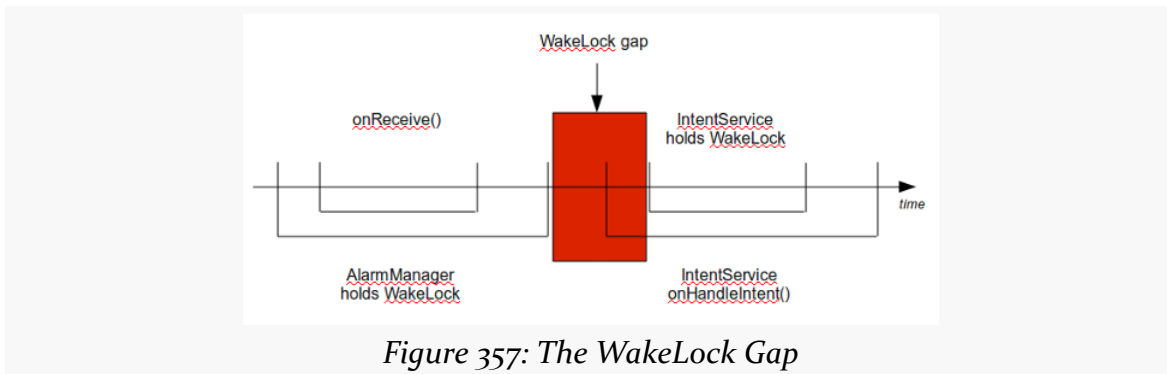 WakeLock gap
onReceive()
IntentService
holds WakeLock
time
AlarmManager
holds WakeLock
IntentService
onHandleIntent()
Figure 357: The WakeLock Gap